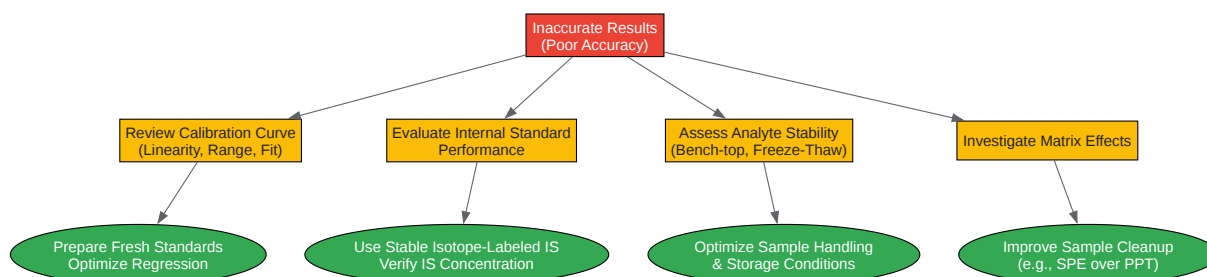 Inaccurate Results
(Poor Accuracy)
Review Calibration Curve
(Linearity, Range, Fit)
Evaluate Internal Standard
Performance
Assess Analyte Stability
(Bench-top, Freeze-Thaw)
Investigate Matrix Effects
Prepare Fresh Standards
Optimize Regression
Use Stable Isotope-Labeled IS
Verify IS Concentration
Optimize Sample Handling
& Storage Conditions
Improve Sample Cleanup
(e.g., SPE over PPT)